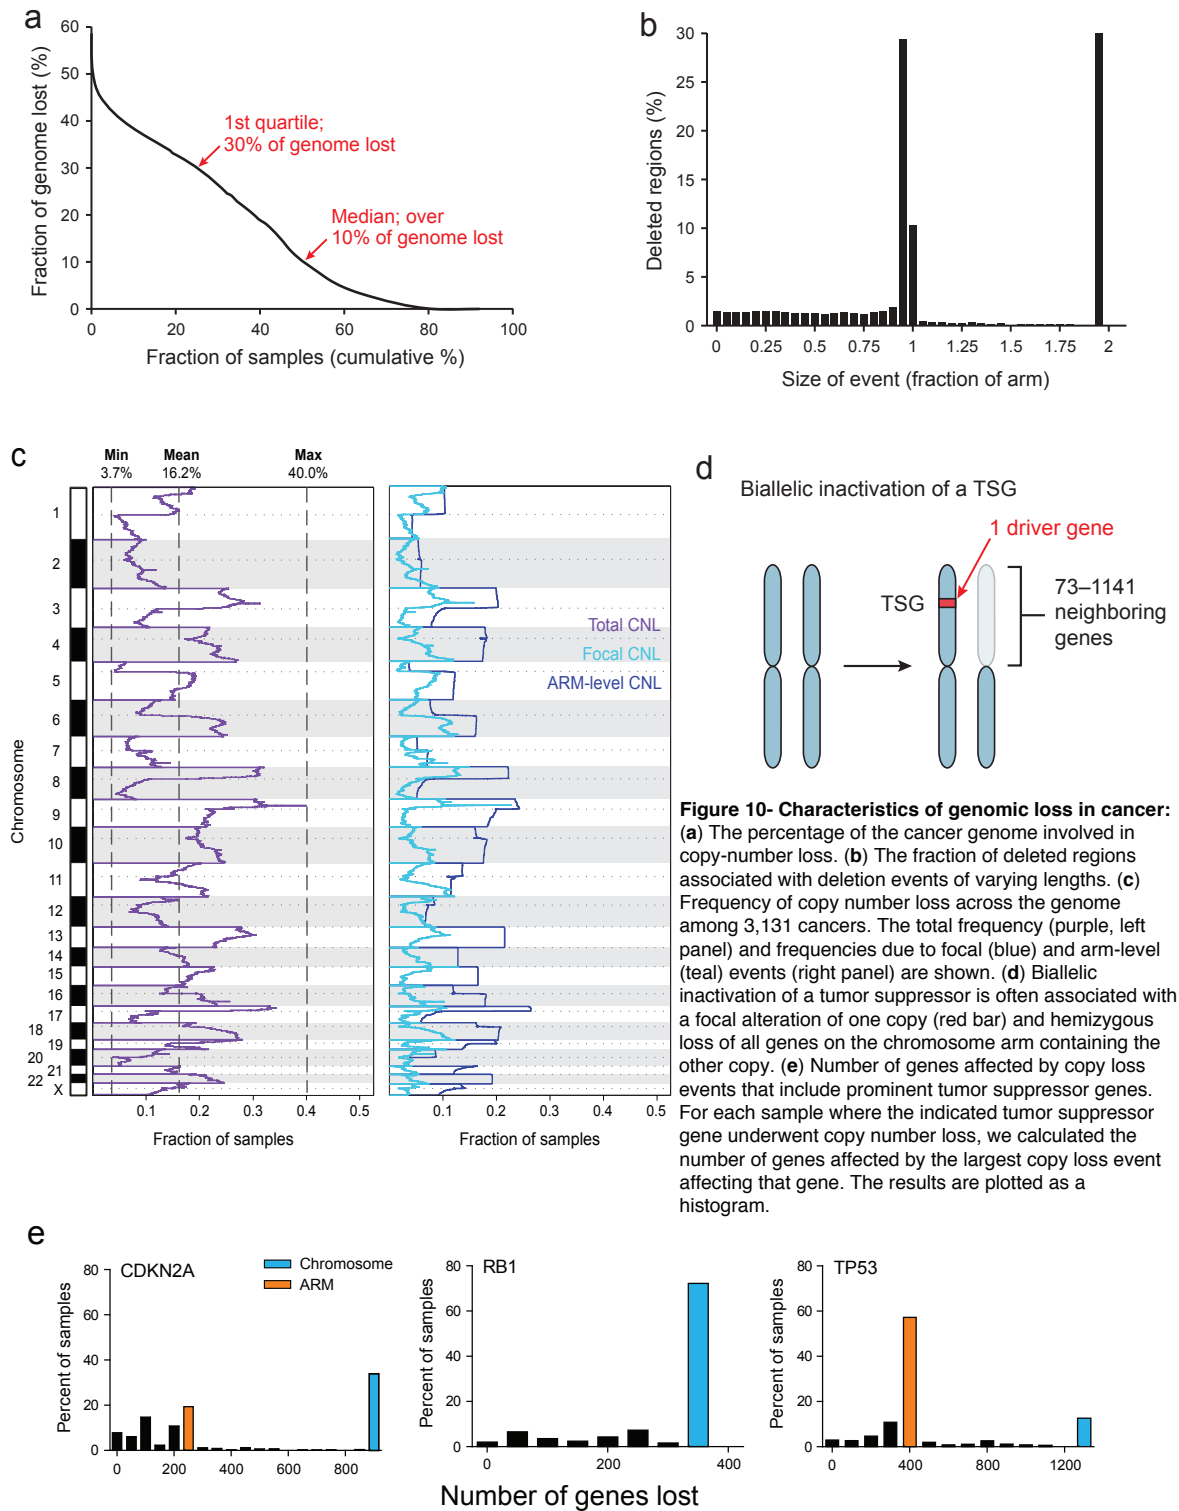 a
60
50
40
30
20
10
0
Fraction of genome lost (%)
1st quartile;
30% of genome lost
Median; over
10% of genome lost
0 20 40 60 80 100
Fraction of samples (cumulative %)
b
30
25
20
15
10
5
0
Deleted regions (%)
0 0.25 0.5 0.75 1 1.25 1.75 2
Size of event (fraction of arm)
c
Min Mean Max
3.7% 16.2% 40.0%
Chromosome
1
2
3
4
5
6
7
8
9
10
11
12
13
14
15
16
17
18
19
20
21
22
X
Total CNL
Focal CNL
ARM-level CNL
0.1 0.2 0.3 0.4 0.5
Fraction of samples
0.1 0.2 0.3 0.4 0.5
Fraction of samples
d
Biallelic inactivation of a TSG
1 driver gene
TSG
73–1141
neighboring
genes
Figure 10- Characteristics of genomic loss in cancer:
(a) The percentage of the cancer genome involved in
copy-number loss. (b) The fraction of deleted regions
associated with deletion events of varying lengths. (c)
Frequency of copy number loss across the genome
among 3,131 cancers. The total frequency (purple, left
panel) and frequencies due to focal (blue) and arm-level
(teal) events (right panel) are shown. (d) Biallelic
inactivation of a tumor suppressor is often associated with
a focal alteration of one copy (red bar) and hemizygous
loss of all genes on the chromosome arm containing the
other copy. (e) Number of genes affected by copy loss
events that include prominent tumor suppressor genes.
For each sample where the indicated tumor suppressor
gene underwent copy number loss, we calculated the
number of genes affected by the largest copy loss event
affecting that gene. The results are plotted as a
histogram.
e
CDKN2A
Chromosome
ARM
Percent of samples
80
60
40
20
0
0 200 400 600 800
RB1
Percent of samples
80
60
40
20
0
0 200 400
TP53
Percent of samples
80
60
40
20
0
0 400 800 1200
Number of genes lost